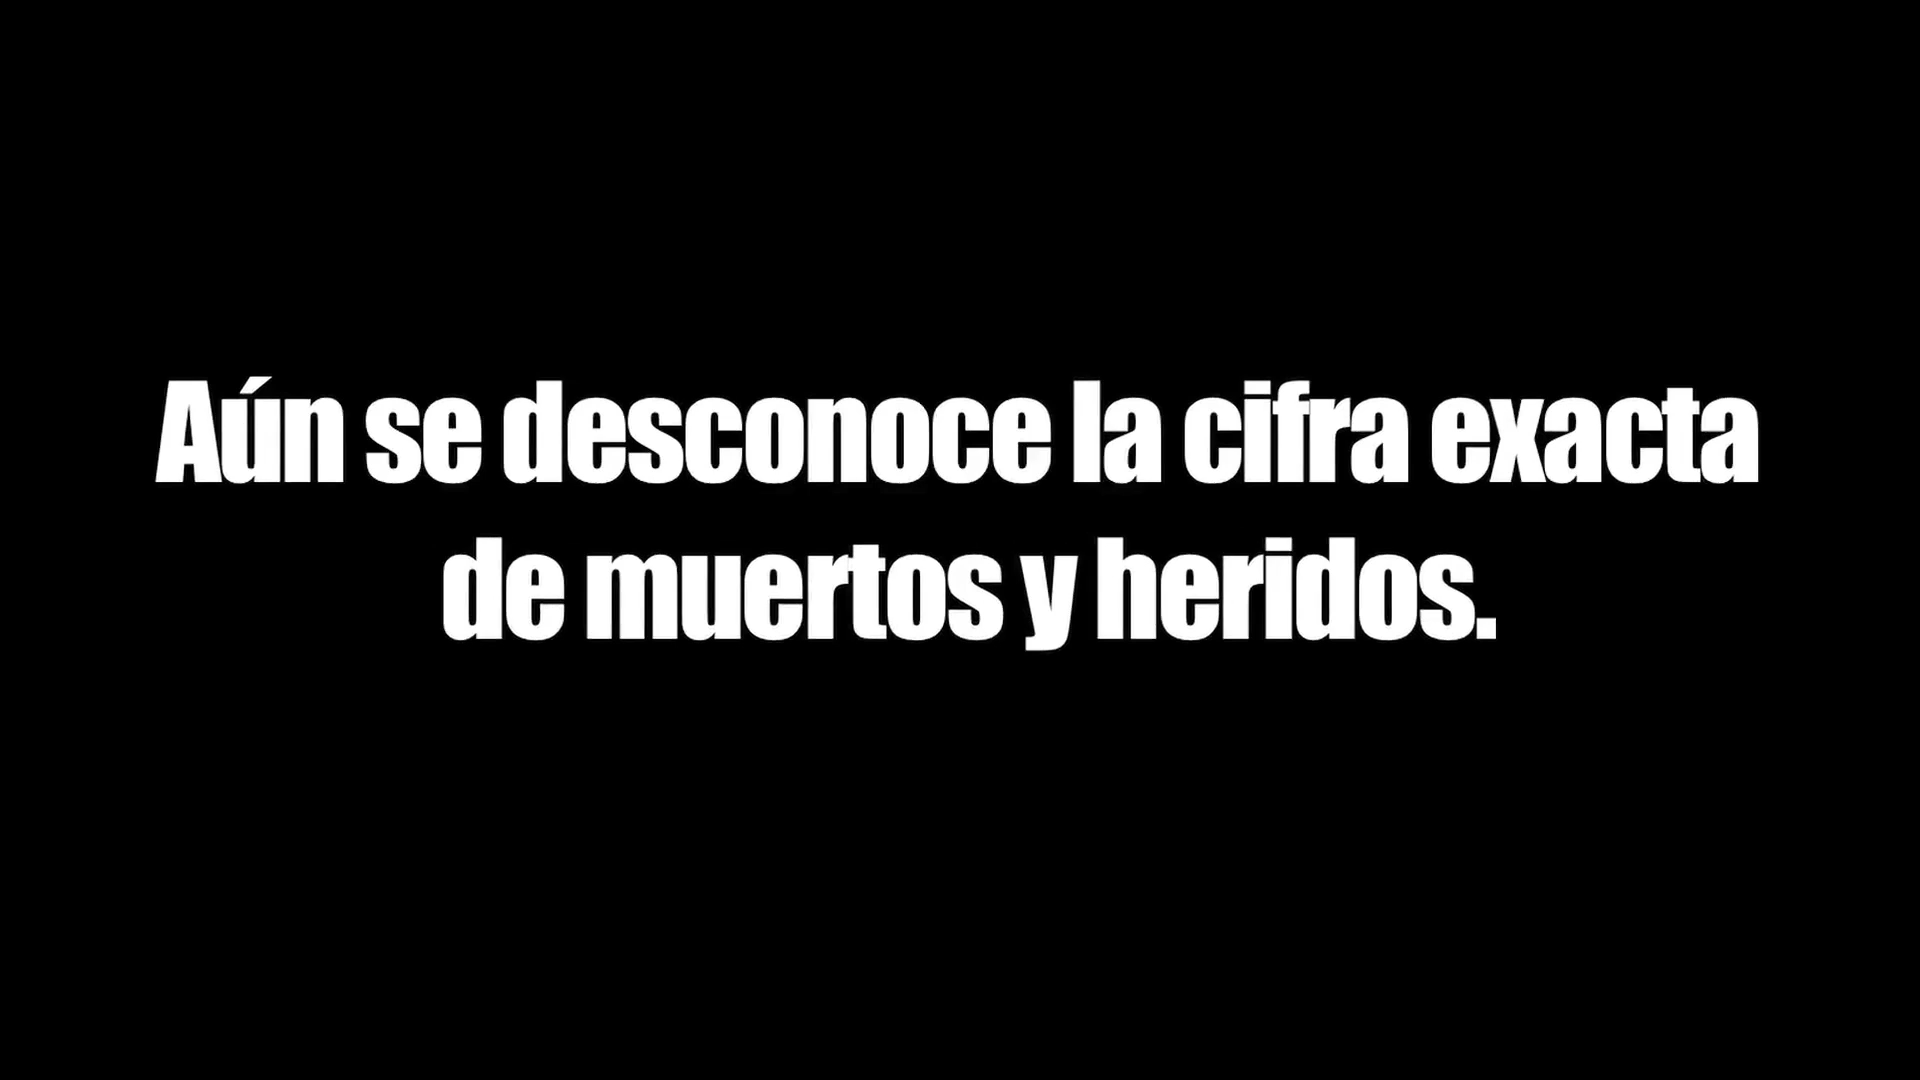 Aún se desconoce la cifra exacta
de muertos y heridos.